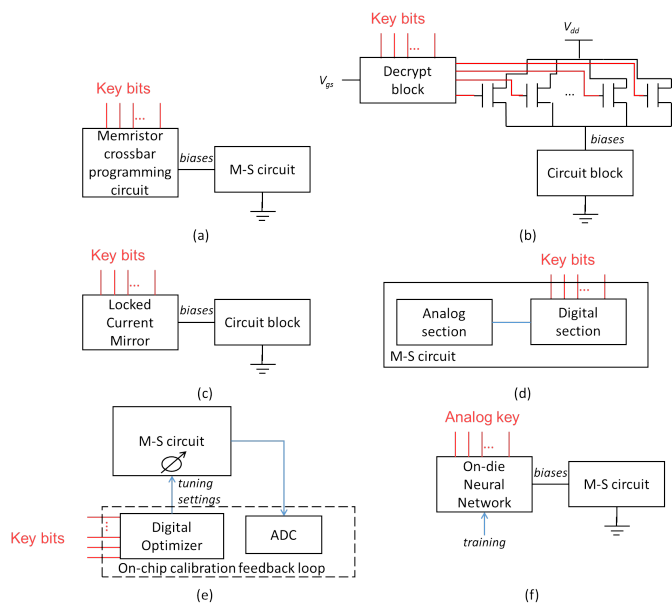 Key bits
...
Memristor
crossbar
programming
circuit
biases
M-S circuit
(a)
Key bits
...
V_gs
Decrypt
block
V_dd
...
biases
Circuit block
(b)
Key bits
...
Locked
Current
Mirror
biases
Circuit block
(c)
Key bits
...
Analog
section
Digital
section
M-S circuit
(d)
M-S circuit
tuning
settings
Key bits
...
Digital
Optimizer
ADC
On-chip calibration feedback loop
(e)
Analog key
...
On-die
Neural
Network
biases
M-S circuit
training
(f)